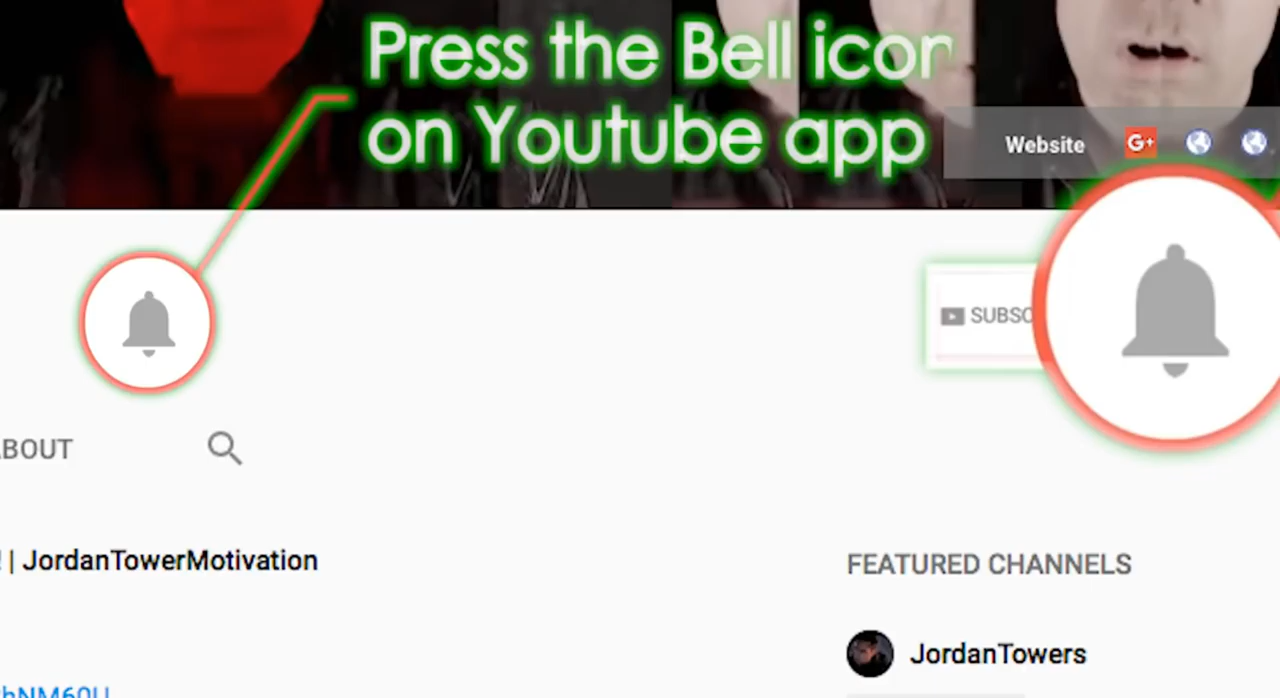 Press the Bell icon
on Youtube app
Website
G+
SUBSC
ABOUT
! | JordanTowerMotivation
FEATURED CHANNELS
JordanTowers